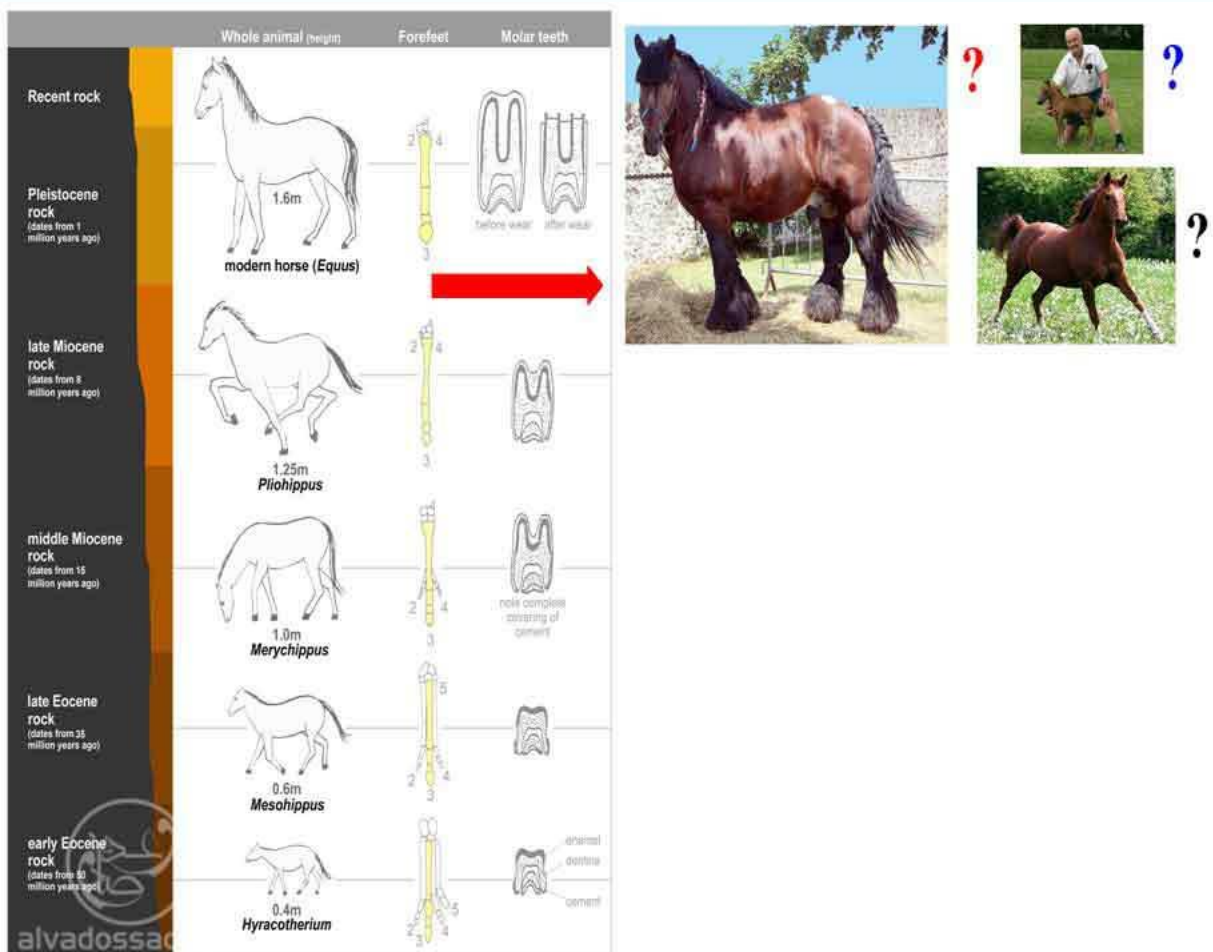 Whole animal (height) Forefeet Molar teeth
Recent rock
2 4
1.6m
before wear after wear
3
modern horse (Equus)
Pleistocene
rock
(dates from 1
million years ago)
? ? ?
late Miocene
rock
(dates from 8
million years ago)
2 4
3
1.25m
Pliohippus
middle Miocene
rock
(dates from 15
million years ago)
2 4
3
note complete
covering of
cement
1.0m
Merychippus
late Eocene
rock
(dates from 35
million years ago)
5
2 4
3
0.6m
Mesohippus
early Eocene
rock
(dates from 50
million years ago)
enamel
dentine
cement
5
0.4m
Hyracotherium
alvadossad